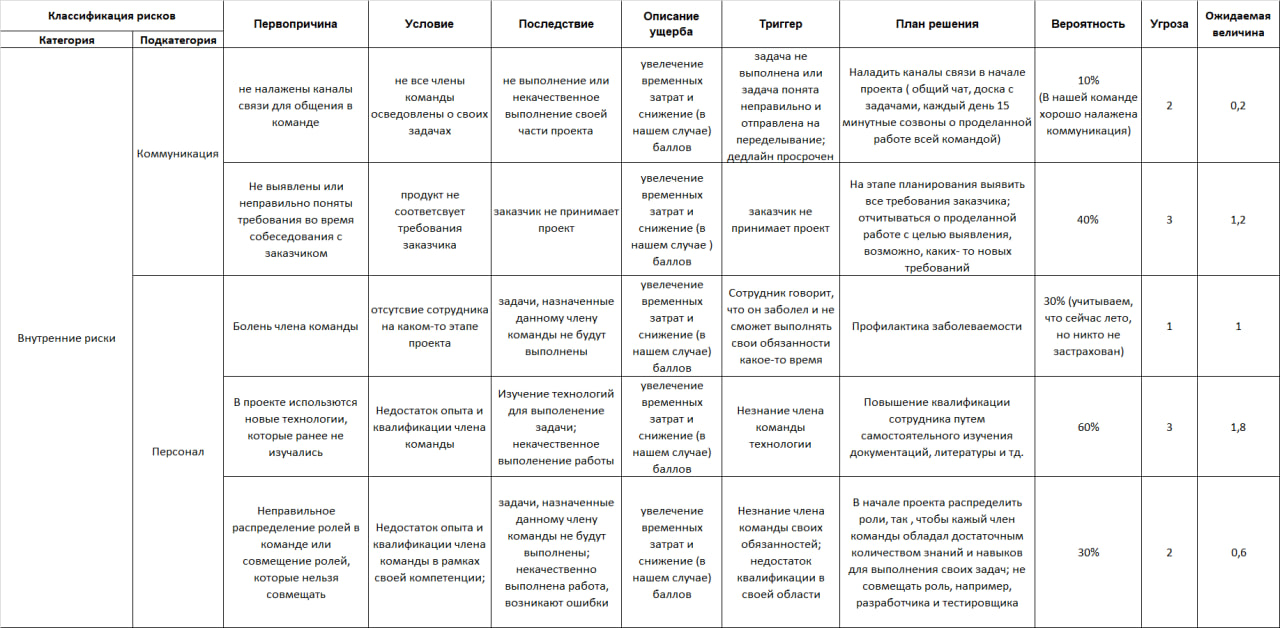 Классификация рисков
Категория
Подкатегория
Первопричина
Условие
Последствие
Описание
ущерба
Триггер
План решения
Вероятность
Угроза
Ожидаемая
величина
Внутренние риски
Коммуникация
не налажены каналы
связи для общения в
команде
не все члены
команды
осведовлены о своих
задачах
не выполнение или
некачественное
выполнение своей
части проекта
увелечение
временных
затрат и
снижение (в
нашем случае)
баллов
задача не
выполнена или
задача понята
неправильно и
отправлена на
переделывание;
дедлайн просрочен
Наладить каналы связи в начале
проекта ( общий чат, доска с
задачами, каждый день 15
минутные созвоны о проделанной
работе всей командой)
10%
(В нашей команде
хорошо налажена
коммуникация)
2
0,2
Не выявлены или
неправильно поняты
требования во время
собеседования с
заказчиком
продукт не
соответсвует
требования
заказчика
заказчик не принимает
проект
увелечение
временных
затрат и
снижение (в
нашем случае )
баллов
заказчик не
принимает проект
На этапе планирования выявить
все требования заказчика;
отчитываться о проделанной
работе с целью выявления,
возможно, каких- то новых
требований
40%
3
1,2
Персонал
Болень члена команды
отсутсвие сотрудника
на каком-то этапе
проекта
задачи, назначенные
данному члену
команды не будут
выполнены
увелечение
временных
затрат и
снижение (в
нашем случае)
баллов
Сотрудник говорит,
что он заболел и не
сможет выполнять
свои обязанности
какое-то время
Профилактика заболеваемости
30% (учитываем,
что сейчас лето,
но никто не
застрахован)
1
1
В проекте использются
новые технологии,
которые ранее не
изучались
Недостаток опыта и
квалификации члена
команды
Изучение технологий
для выполенение
задачи;
некачественное
выполенение работы
увелечение
временных
затрат и
снижение (в
нашем случае)
баллов
Незнание члена
команды
технологии
Повышение квалификации
сотрудника путем
самостоятельного изучения
документаций, литературы и тд.
60%
3
1,8
Неправильное
распределение ролей в
команде или
совмещение ролей,
которые нельзя
совмещать
Недостаток опыта и
квалификации члена
команды в рамках
своей компетенции;
задачи, назначенные
данному члену
команды не будут
выполнены;
некачественно
выполнена работа,
возникают ошибки
увелечение
временных
затрат и
снижение (в
нашем случае)
баллов
Незнание члена
команды своих
обязанностей;
недостаток
квалификации в
своей области
В начале проекта распределить
роли, так , чтобы кажый член
команды обладал достаточным
количеством знаний и навыков
для выполнения своих задач; не
совмещать роль, например,
разработчика и тестировщика
30%
2
0,6